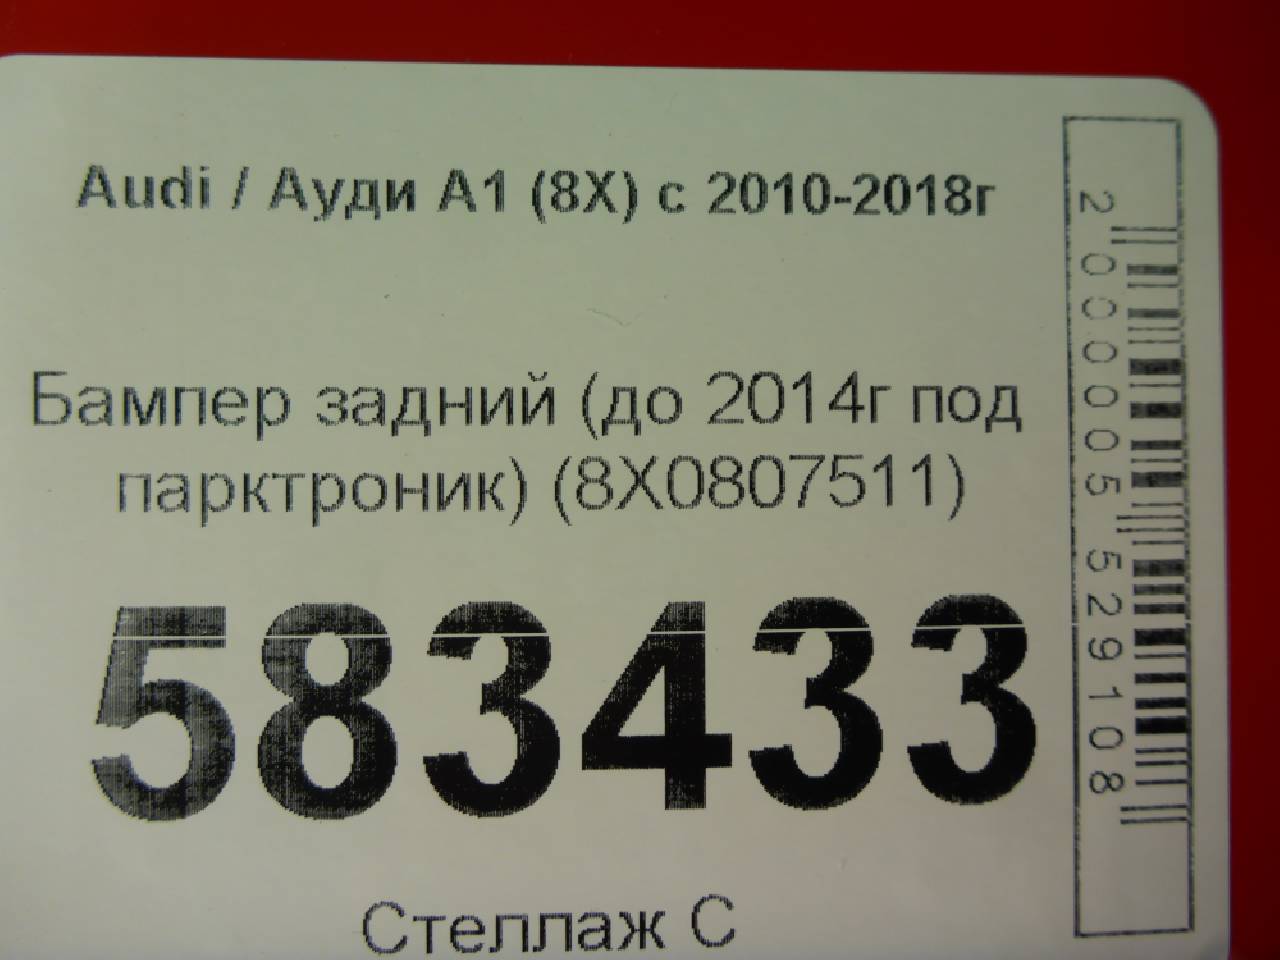 Audi / Ауди A1 (8X) с 2010-2018г
Бампер задний (до 2014г под
парктроник) (8X0807511)
583433
Стеллаж С
2000005529108